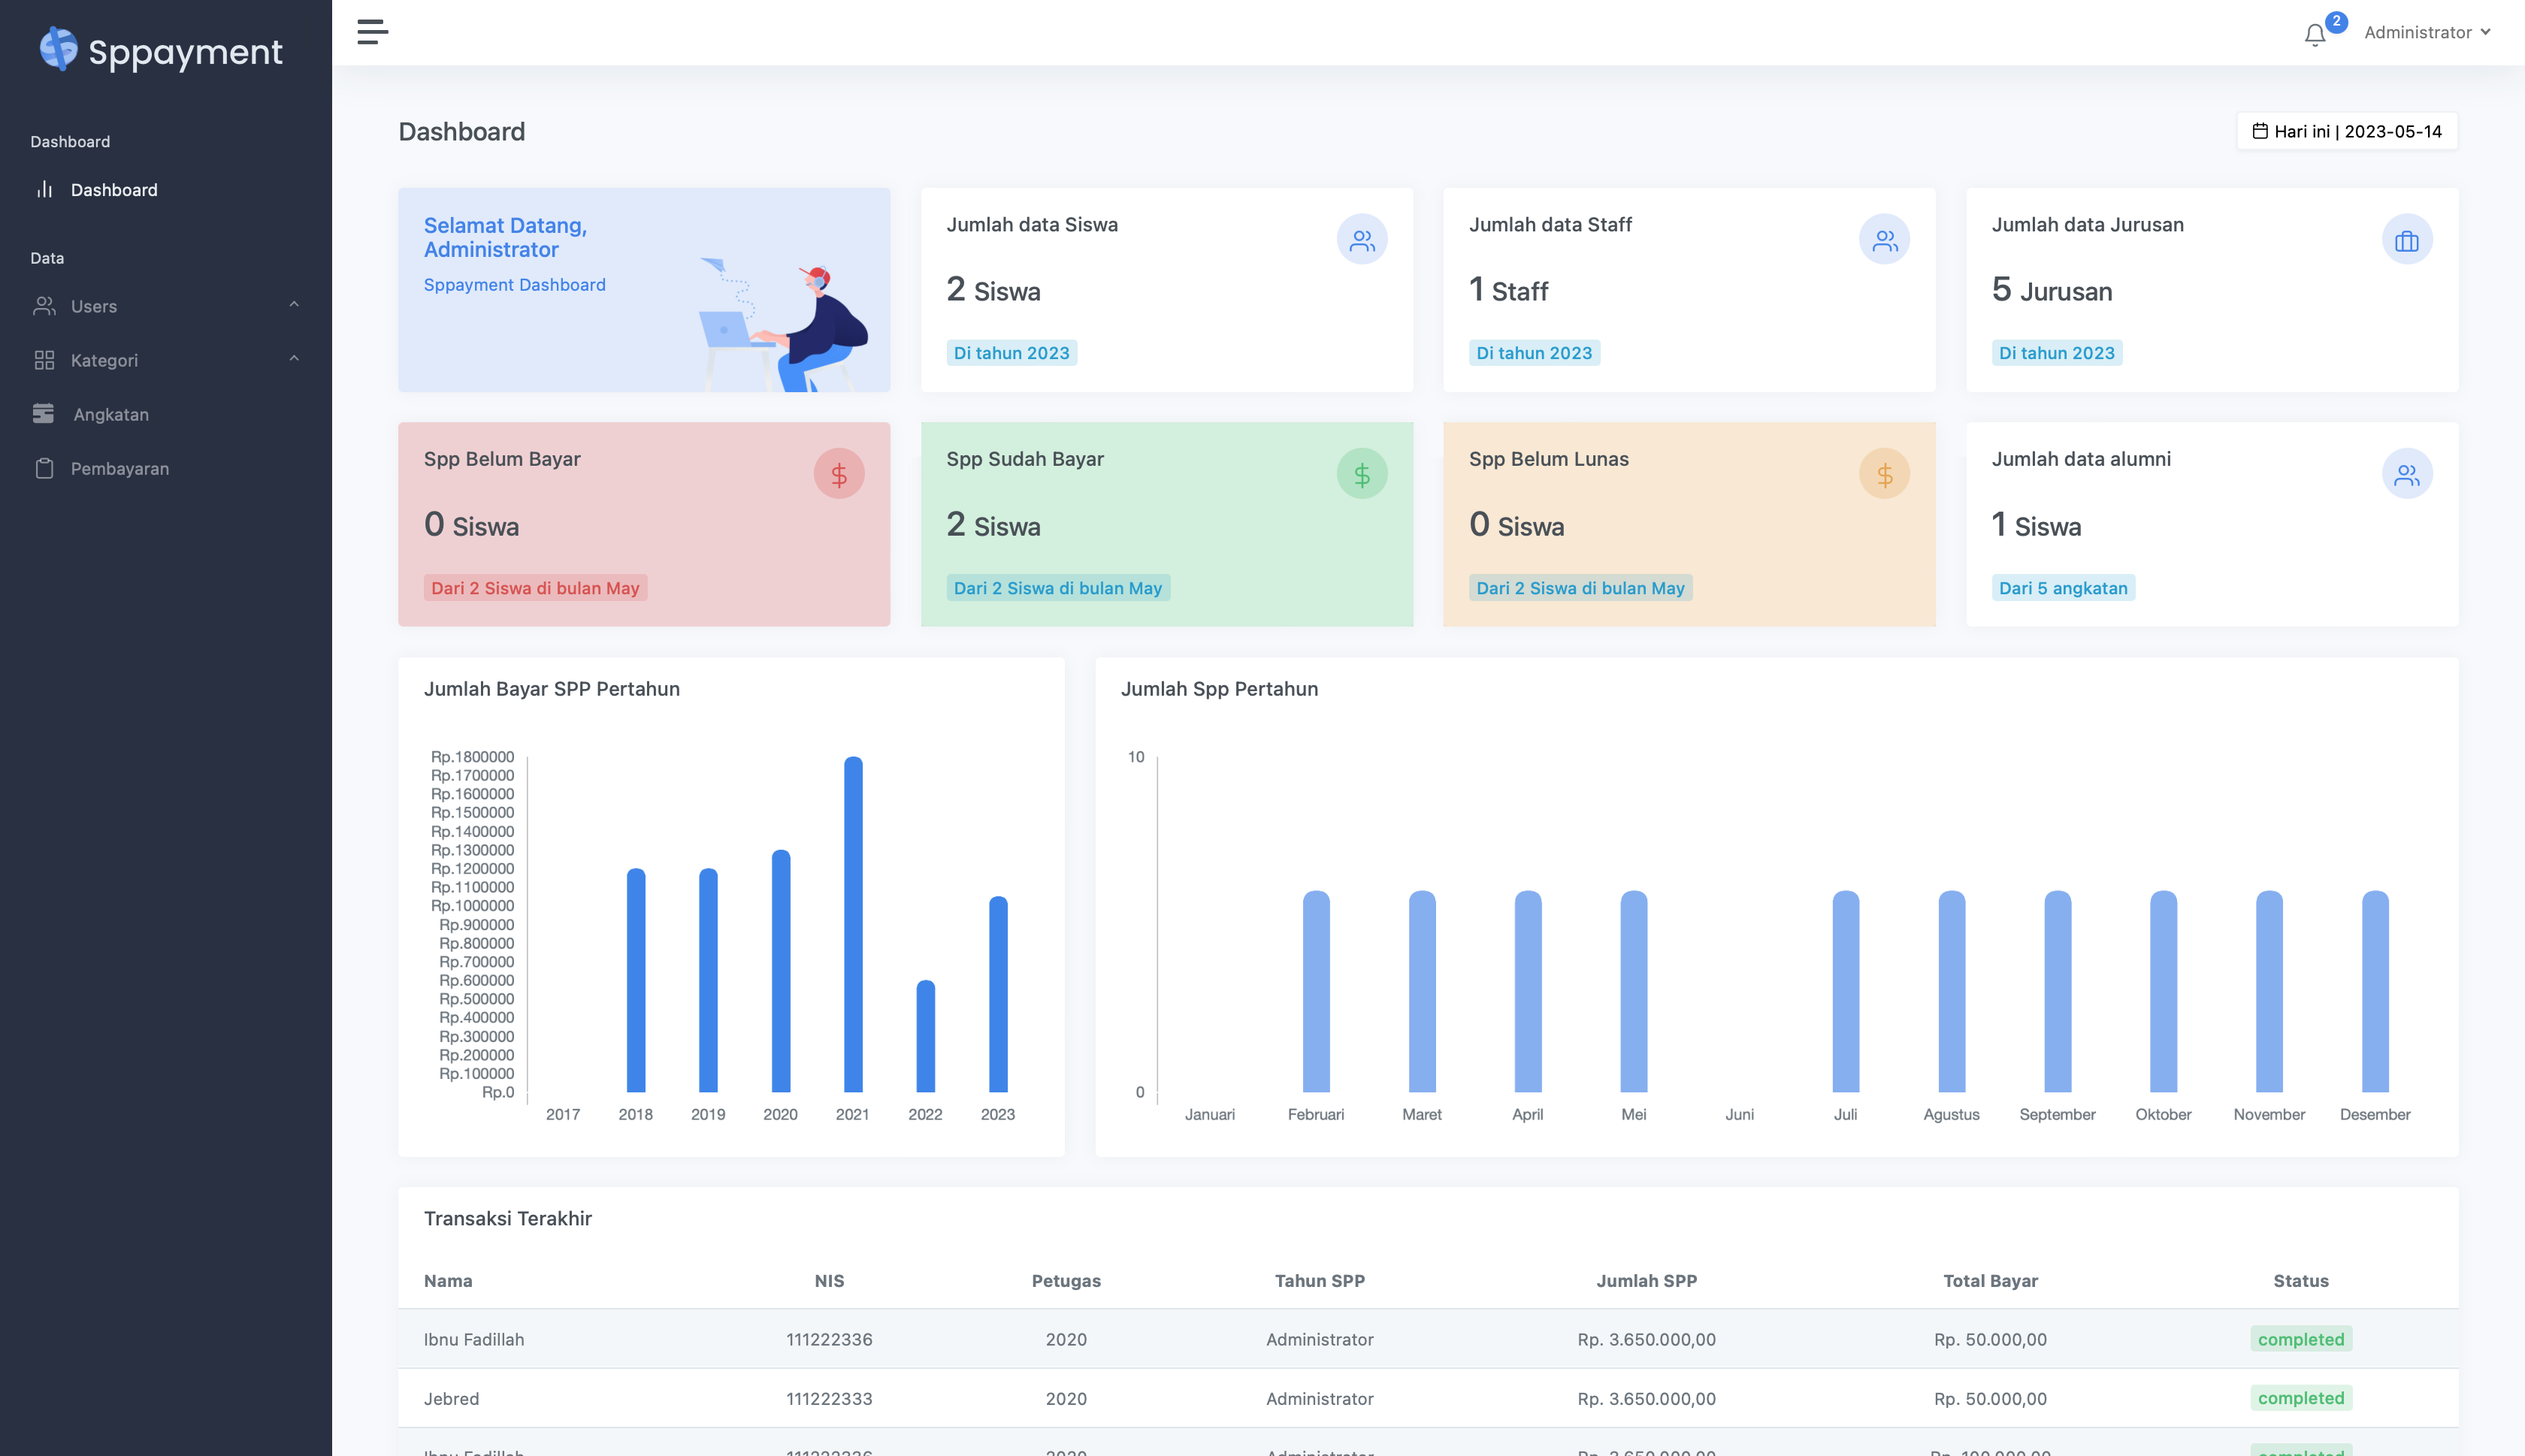 Sppayment
2
Administrator
Dashboard
Dashboard
Data
Users
Kategori
Angkatan
Pembayaran
Dashboard
Hari ini | 2023-05-14
Selamat Datang,
Administrator
Sppayment Dashboard
Jumlah data Siswa
2 Siswa
Di tahun 2023
Jumlah data Staff
1 Staff
Di tahun 2023
Jumlah data Jurusan
5 Jurusan
Di tahun 2023
Spp Belum Bayar
0 Siswa
Dari 2 Siswa di bulan May
Spp Sudah Bayar
2 Siswa
Dari 2 Siswa di bulan May
Spp Belum Lunas
0 Siswa
Dari 2 Siswa di bulan May
Jumlah data alumni
1 Siswa
Dari 5 angkatan
Jumlah Bayar SPP Pertahun
Rp.1800000
Rp.1700000
Rp.1600000
Rp.1500000
Rp.1400000
Rp.1300000
Rp.1200000
Rp.1100000
Rp.1000000
Rp.900000
Rp.800000
Rp.700000
Rp.600000
Rp.500000
Rp.400000
Rp.300000
Rp.200000
Rp.100000
Rp.0
2017 2018 2019 2020 2021 2022 2023
Jumlah Spp Pertahun
10
0
Januari Februari Maret April Mei Juni Juli Agustus September Oktober November Desember
Transaksi Terakhir
Nama NIS Petugas Tahun SPP Jumlah SPP Total Bayar Status
Ibnu Fadillah 111222336 2020 Administrator Rp. 3.650.000,00 Rp. 50.000,00 completed
Jebred 111222333 2020 Administrator Rp. 3.650.000,00 Rp. 50.000,00 completed